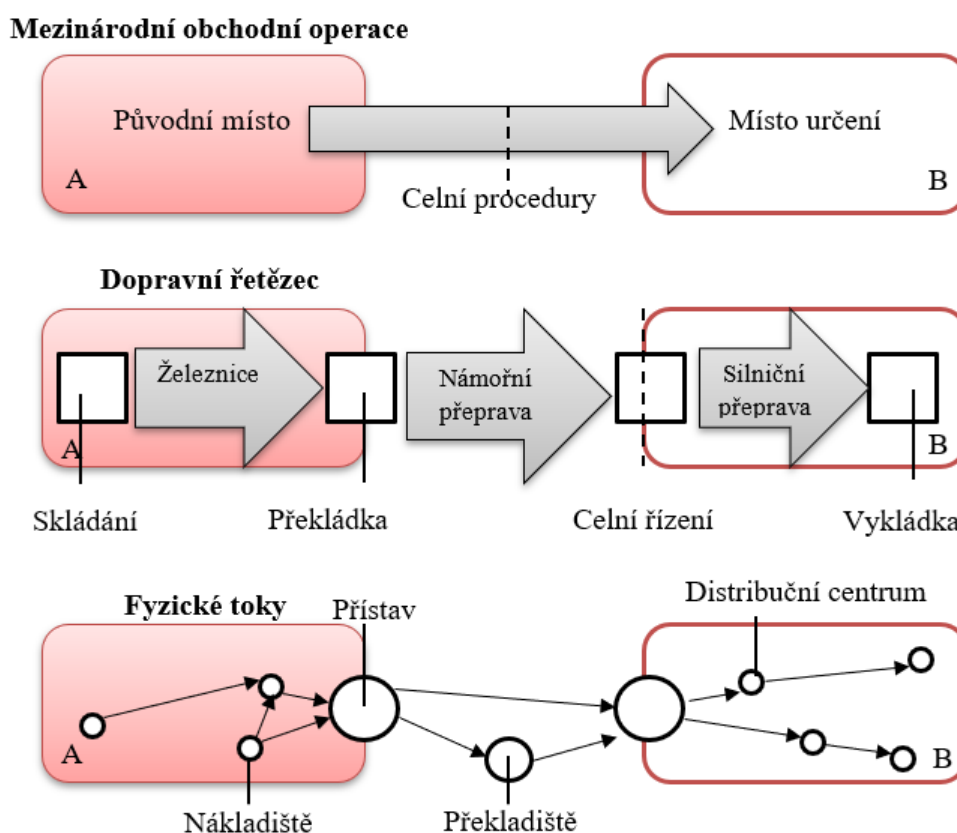 Mezinárodní obchodní operace
Původní místo
Místo určení
A
Celní procedury
B
Dopravní řetězec
Železnice
Námořní
přeprava
Silniční
přeprava
A
B
Skládání
Překládka
Celní řízení
Vykládka
Fyzické toky
Přístav
Distribuční centrum
A
B
Nákladiště
Překladiště